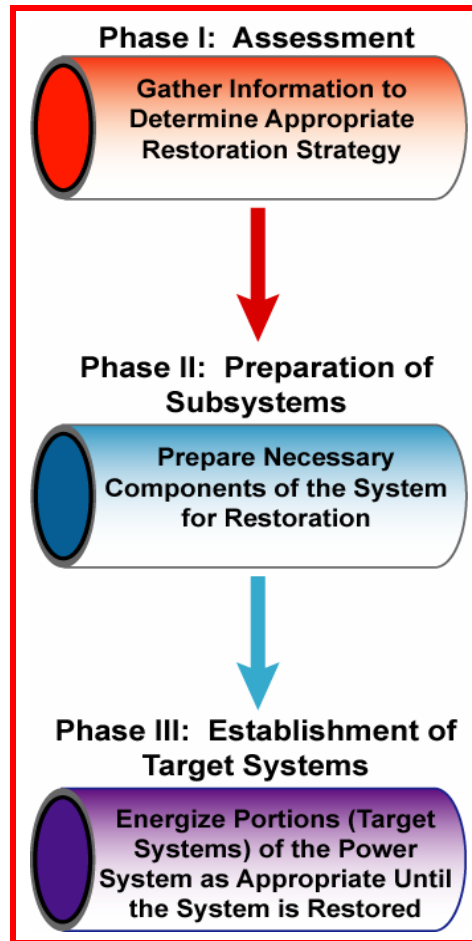 Phase I:  Assessment
Gather Information to
Determine Appropriate
Restoration Strategy
Phase II:  Preparation of
Subsystems
Prepare Necessary
Components of the System
for Restoration
Phase III:  Establishment of
Target Systems
Energize Portions (Target
Systems) of the Power
System as Appropriate Until
the System is Restored